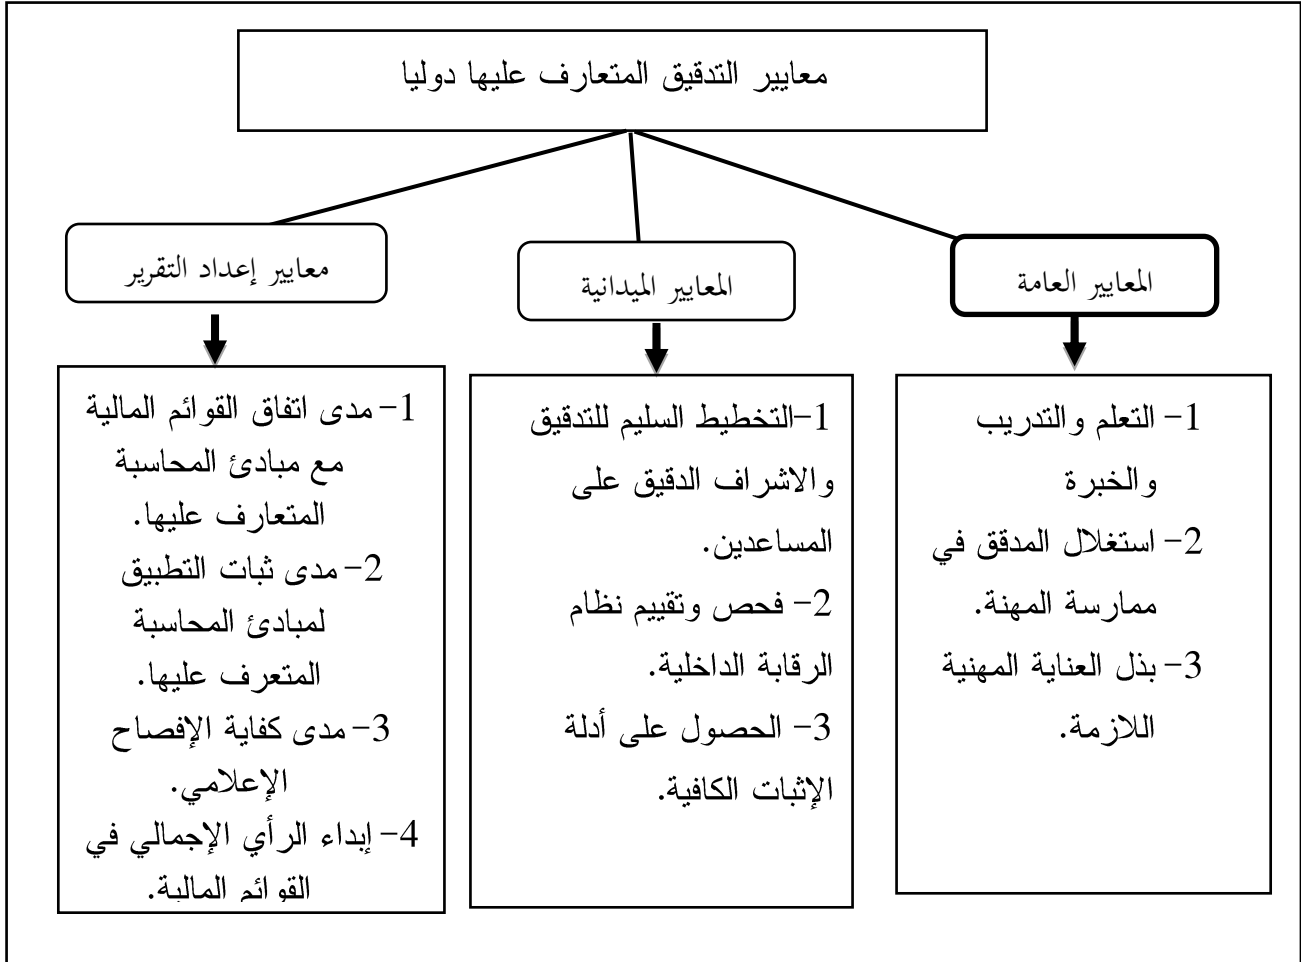 معايير التدقيق المتعارف عليها دوليا
المعايير العامة
1- التعلم والتدريب
والخبرة
2- استغلال المدقق في
ممارسة المهنة.
3- بذل العناية المهنية
اللازمة.
المعايير الميدانية
1-التخطيط السليم للتدقيق
والاشراف الدقيق على
المساعدين.
2- فحص وتقييم نظام
الرقابة الداخلية.
3- الحصول على أدلة
الإثبات الكافية.
معايير إعداد التقرير
1- مدى اتفاق القوائم المالية
مع مبادئ المحاسبة
المتعارف عليها.
2- مدى ثبات التطبيق
لمبادئ المحاسبة
المتعرف عليها.
3- مدى كفاية الإفصاح
الإعلامي.
4- إبداء الرأي الإجمالي في
القوائم المالية.